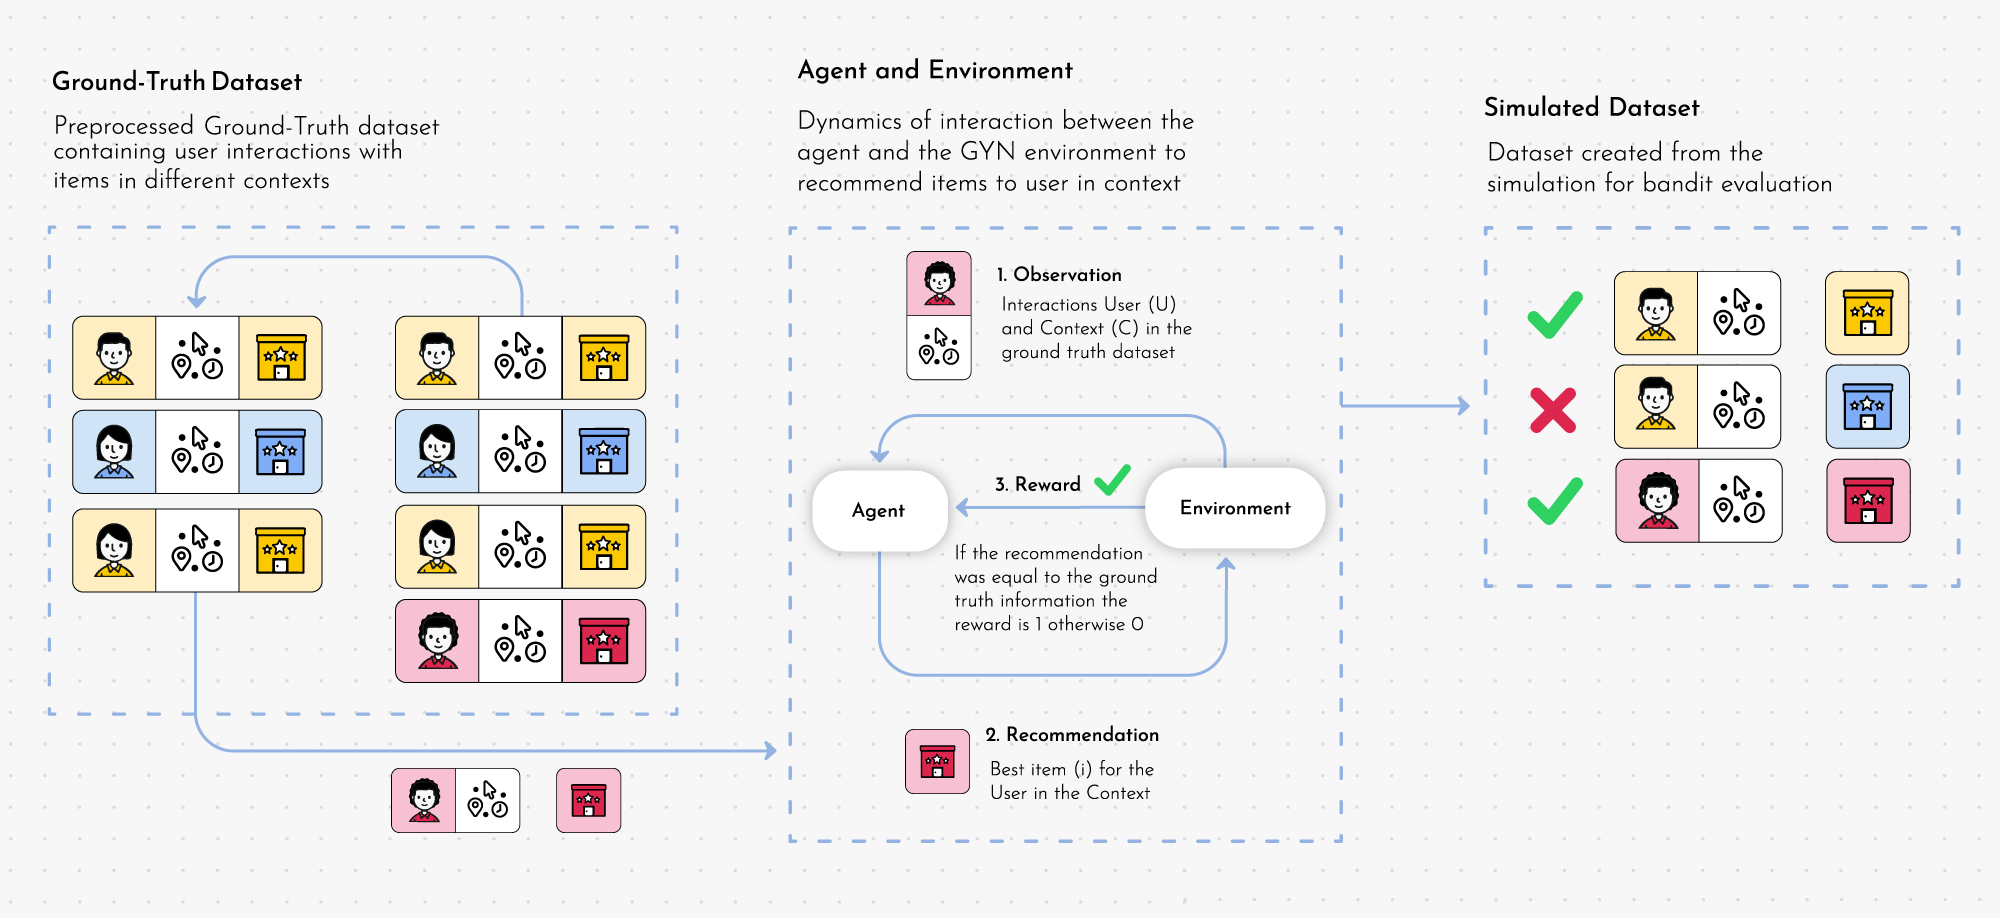 Ground-Truth Dataset
Preprocessed Ground-Truth dataset
containing user interactions with
items in different contexts
Agent and Environment
Dynamics of interaction between the
agent and the GYN environment to
recommend items to user in context
1. Observation
Interactions User (U)
and Context (C) in the
ground truth dataset
3. Reward
Agent
Environment
If the recommendation
was equal to the ground
truth information the
reward is 1 otherwise 0
2. Recommendation
Best item (i) for the
User in the Context
Simulated Dataset
Dataset created from the
simulation for bandit evaluation